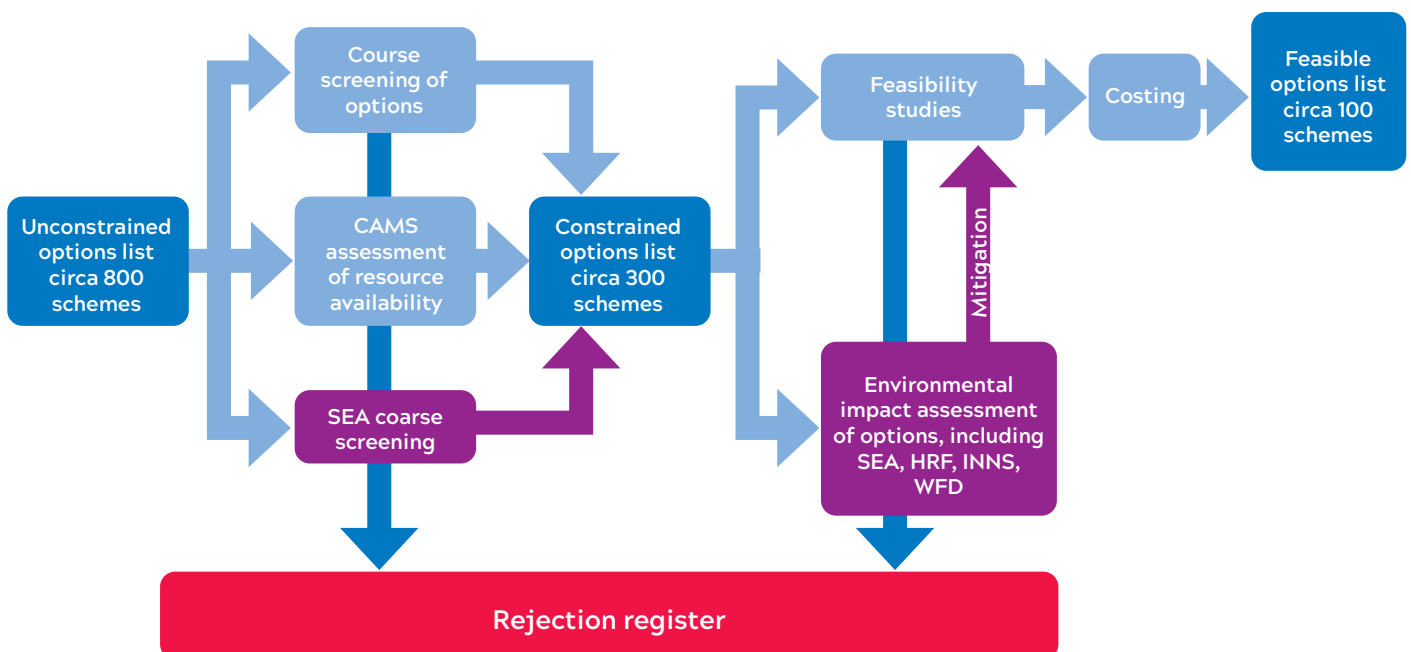 Unconstrained
options list
circa 800
schemes
Course
screening of
options
CAMS
assessment
of resource
availability
SEA coarse
screening
Constrained
options list
circa 300
schemes
Feasibility
studies
Mitigation
Environmental
impact assessment
of options, including
SEA, HRF, INNS,
WFD
Costing
Feasible
options list
circa 100
schemes
Rejection register